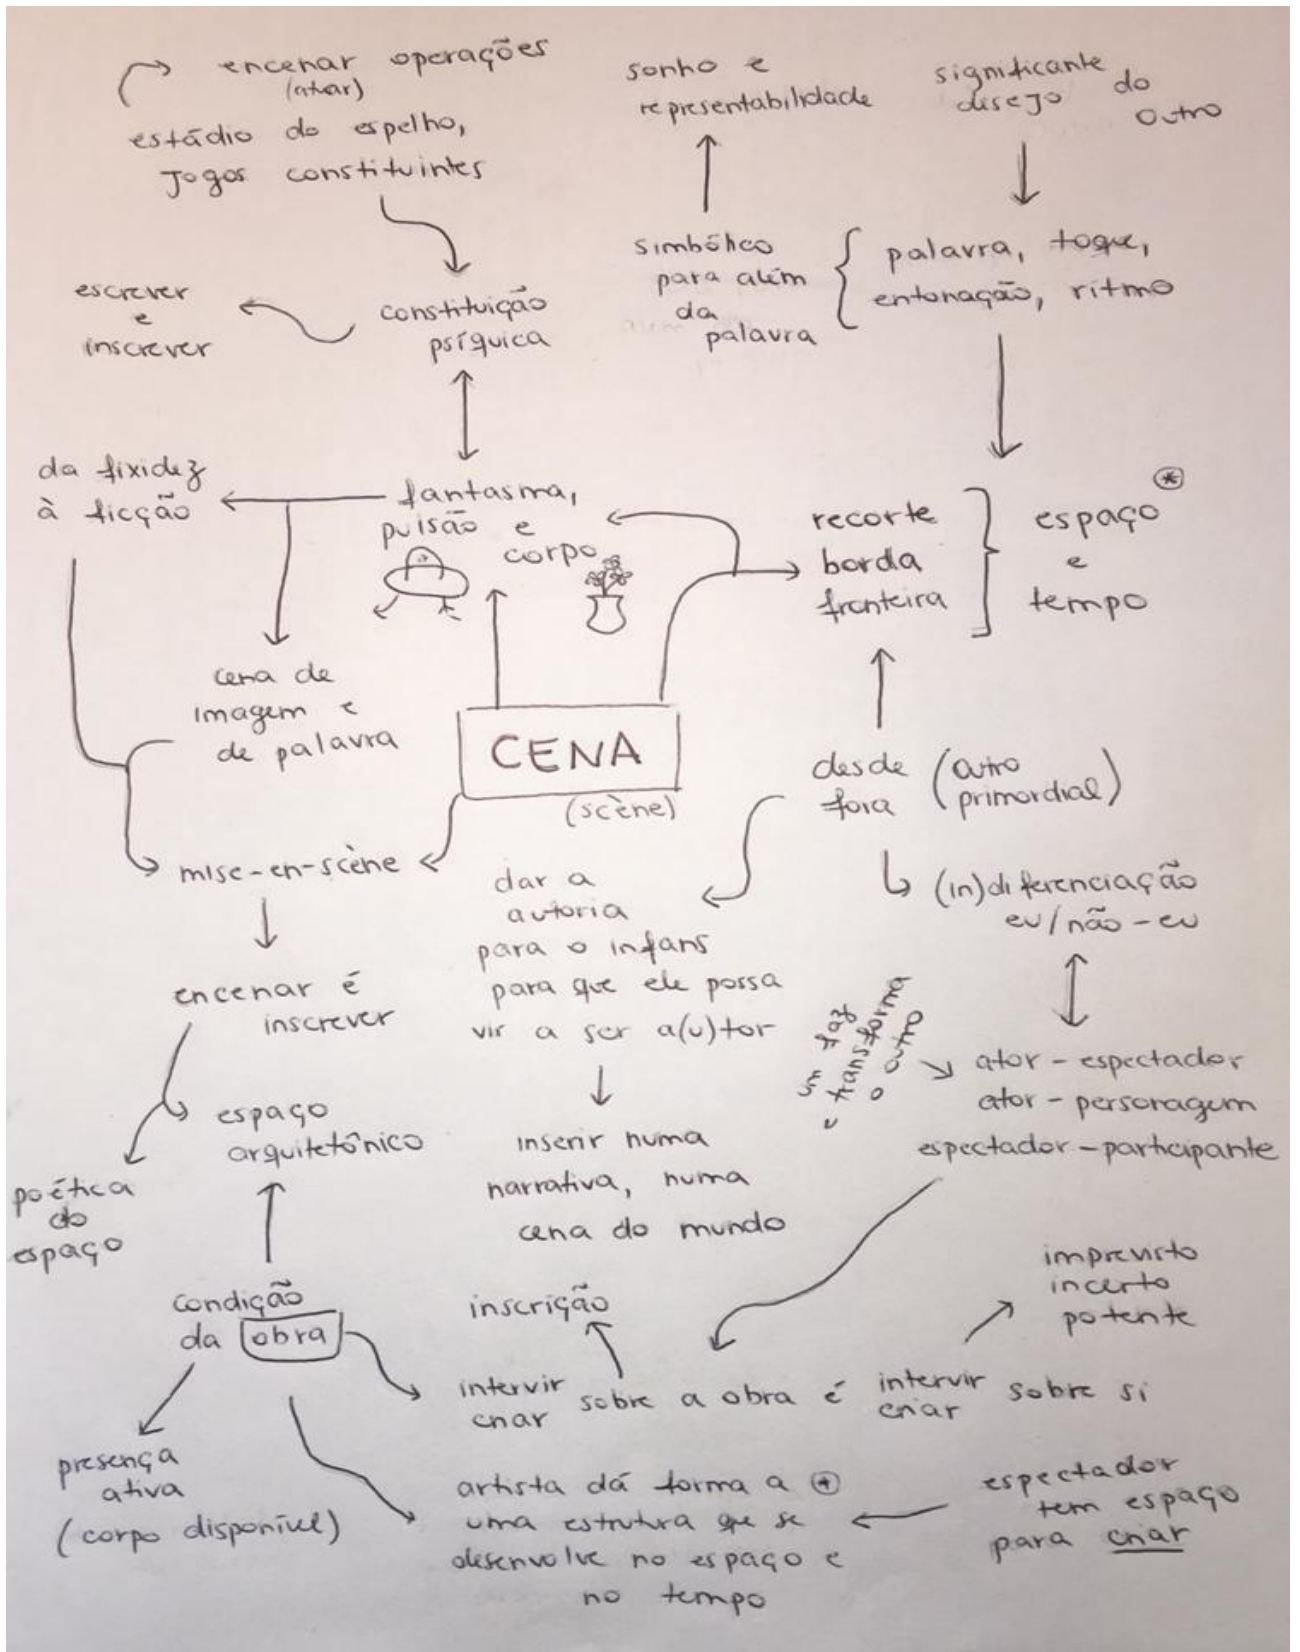 encenar operações
(atuar)
estádio do espelho,
jogos constituintes
sonho e
representabilidade
significante
desejo do
Outro
simbólico
para além
da
palavra
palavra, toque,
entonação, ritmo
escrever
e
inscrever
constituição
psíquica
da fixidez
à ficção
fantasma,
pulsão e
corpo
recorte
borda
fronteira
espaço *
e
tempo
cena de
imagem e
de palavra
CENA
(scène)
desde
fora
(Outro
primordial)
mise-en-scène
dar a
autoria
para o infans
para que ele possa
vir a ser a(u)tor
(in)diferenciação
eu/não-eu
encenar é
inscrever
um faz
e transforma
o outro
ator - espectador
ator - personagem
espectador - participante
espaço
arquitetônico
inserir numa
narrativa, numa
cena do mundo
poética
do
espaço
imprevisto
incerto
potente
condição
da obra
inscrição
intervir
criar
sobre a obra é
intervir
criar
sobre si
presença
ativa
(corpo disponível)
artista dá forma a *
uma estrutura que se
desenvolve no espaço e
no tempo
espectador
tem espaço
para criar